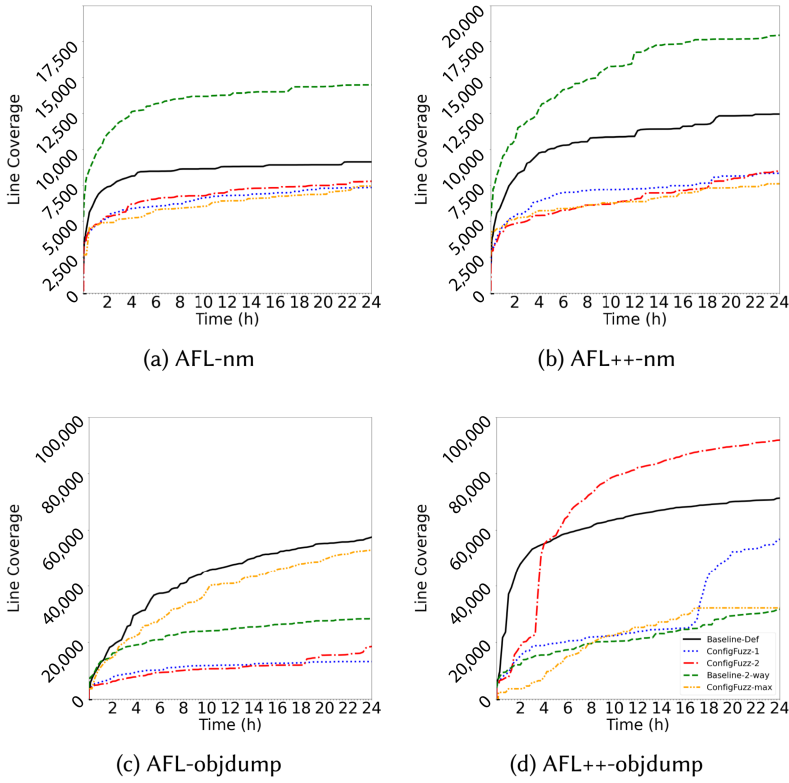 Line Coverage
17,500
15,000
12,500
10,000
7,500
5,000
2,500
0
2 4 6 8 10 12 14 16 18 20 22 24
Time (h)
(a) AFL-nm
Line Coverage
20,000
17,500
15,000
12,500
10,000
7,500
5,000
2,500
0
2 4 6 8 10 12 14 16 18 20 22 24
Time (h)
(b) AFL++-nm
Line Coverage
100,000
80,000
60,000
40,000
20,000
0
2 4 6 8 10 12 14 16 18 20 22 24
Time (h)
(c) AFL-objdump
Line Coverage
100,000
80,000
60,000
40,000
20,000
0
2 4 6 8 10 12 14 16 18 20 22 24
Time (h)
Baseline-Def
ConfigFuzz-1
ConfigFuzz-2
Baseline-2-way
ConfigFuzz-max
(d) AFL++-objdump